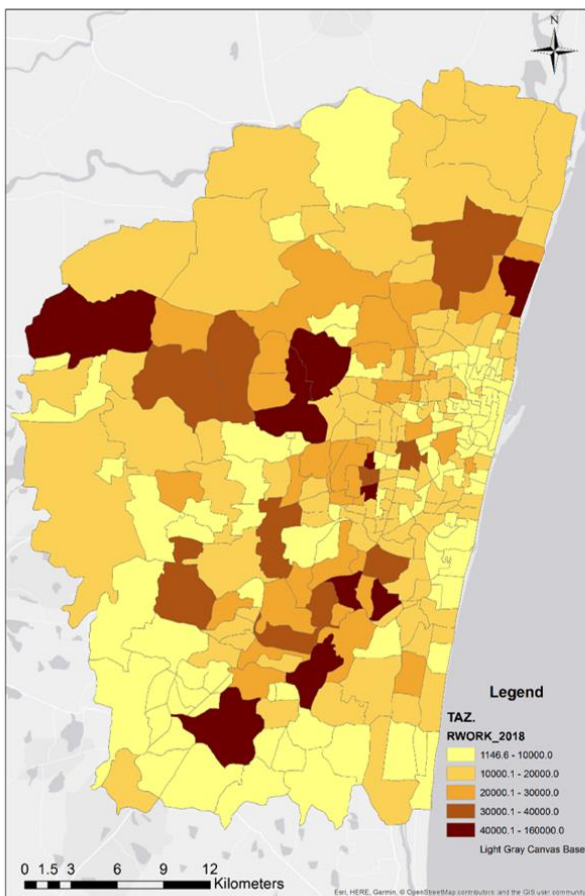 N
Legend
TAZ.
RWORK_2018
1146.6 - 10000.0
10000.1 - 20000.0
20000.1 - 30000.0
30000.1 - 40000.0
40000.1 - 160000.0
Light Gray Canvas Base
0 1.5 3 6 9 12
Kilometers
Esri, HERE, Garmin, © OpenStreetMap contributors, and the GIS user community